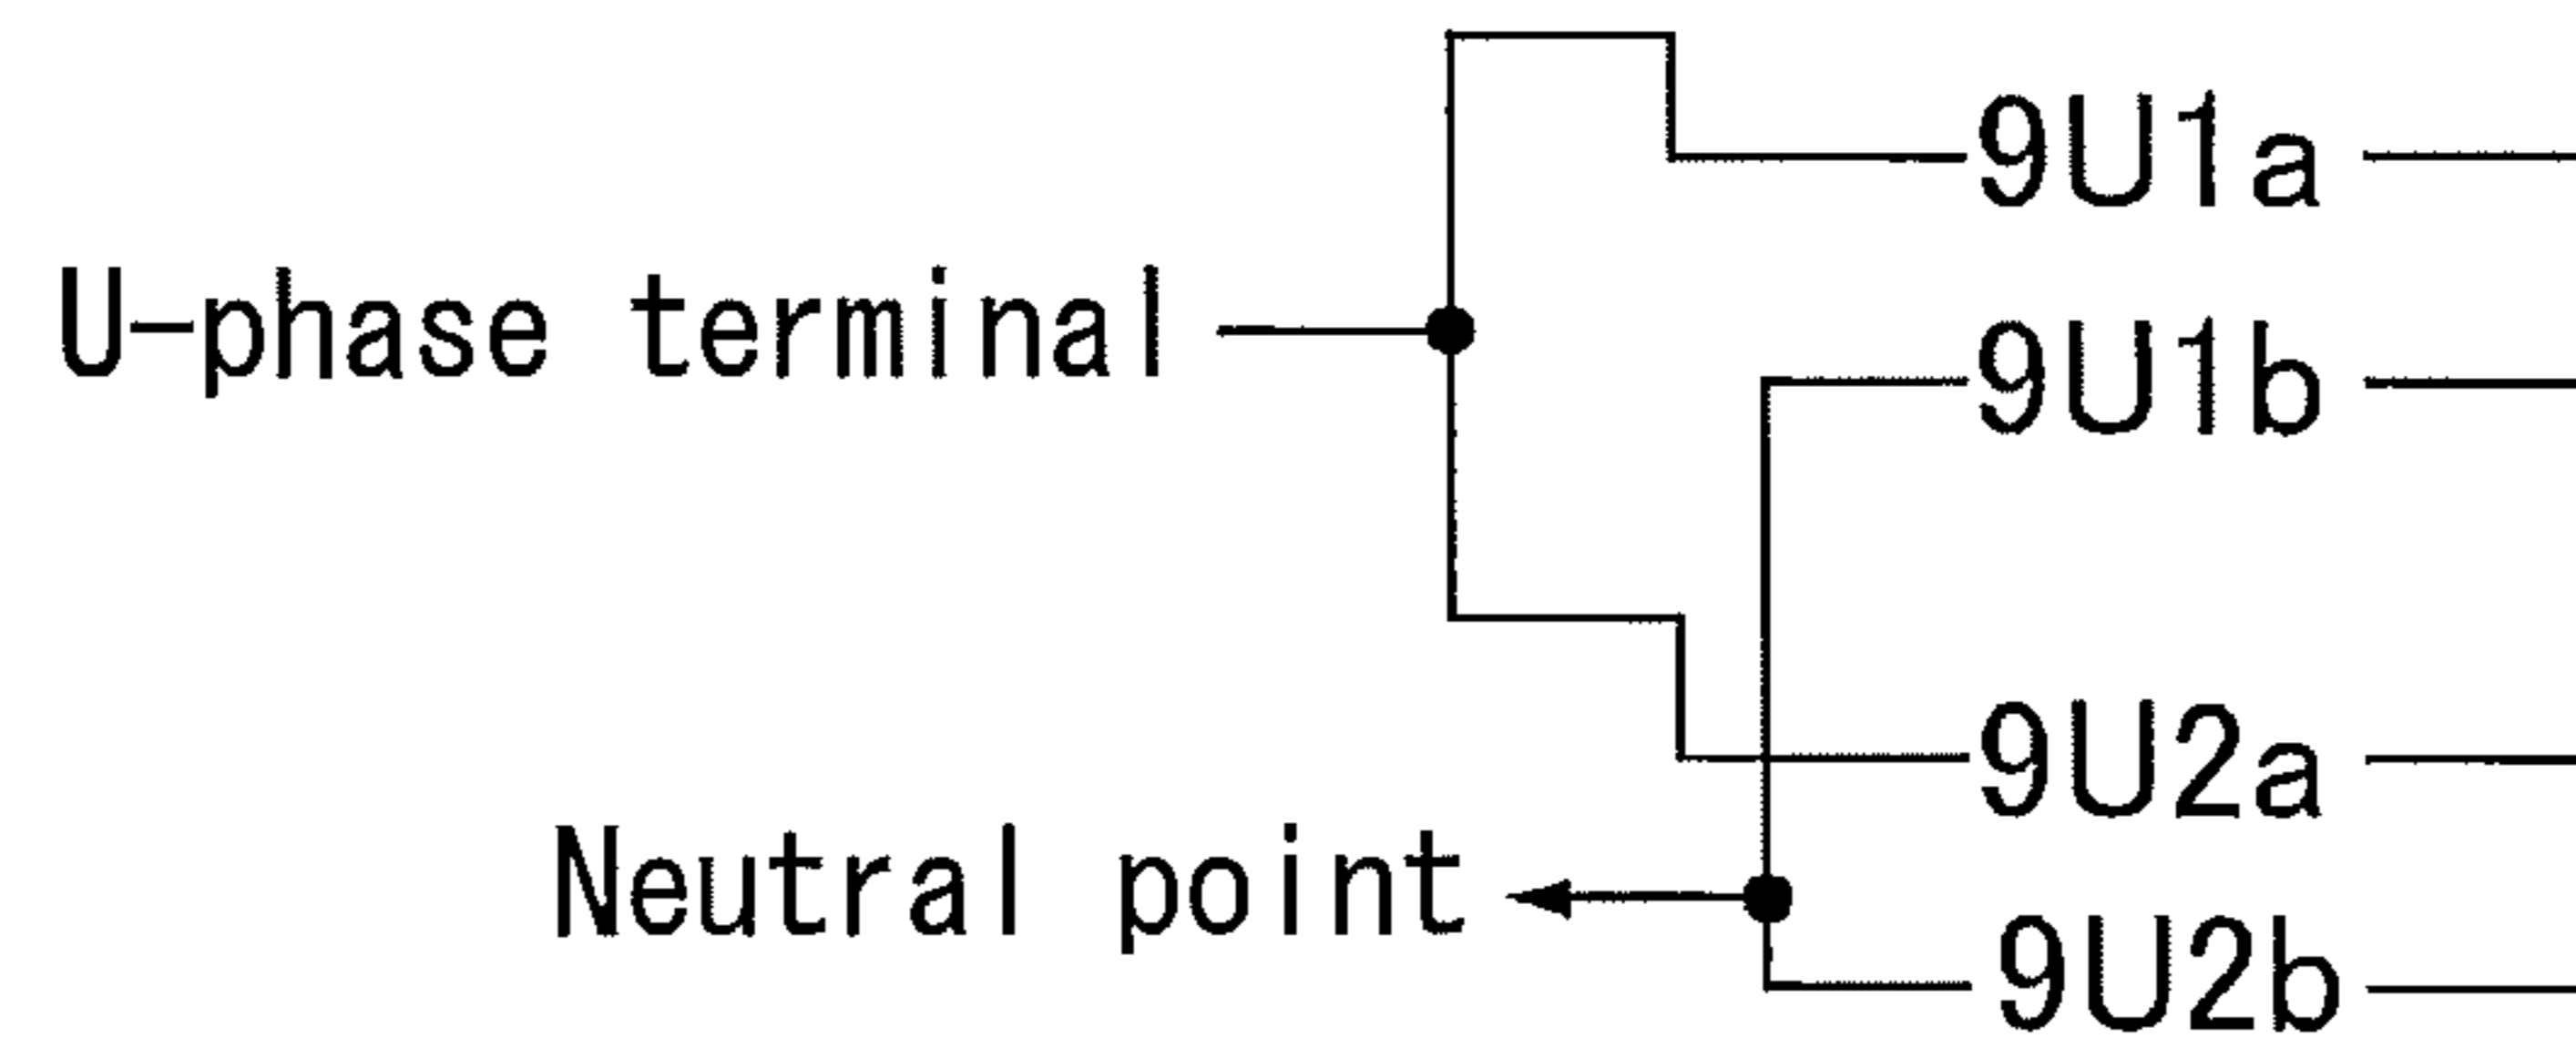 9U1a
U-phase terminal
9U1b
9U2a
Neutral point
9U2b